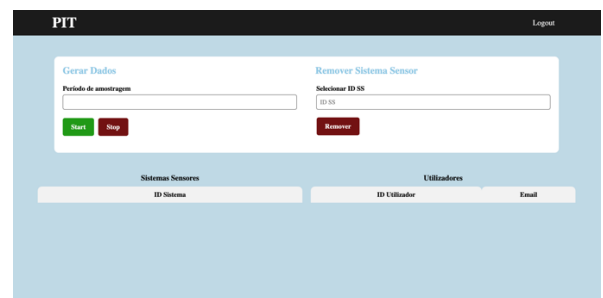 PIT
Logout
Gerar Dados
Período de amostragem
Start
Stop
Remover Sistema Sensor
Selecionar ID SS
ID SS
Remover
Sistemas Sensores
ID Sistema
Utilizadores
ID Utilizador
Email